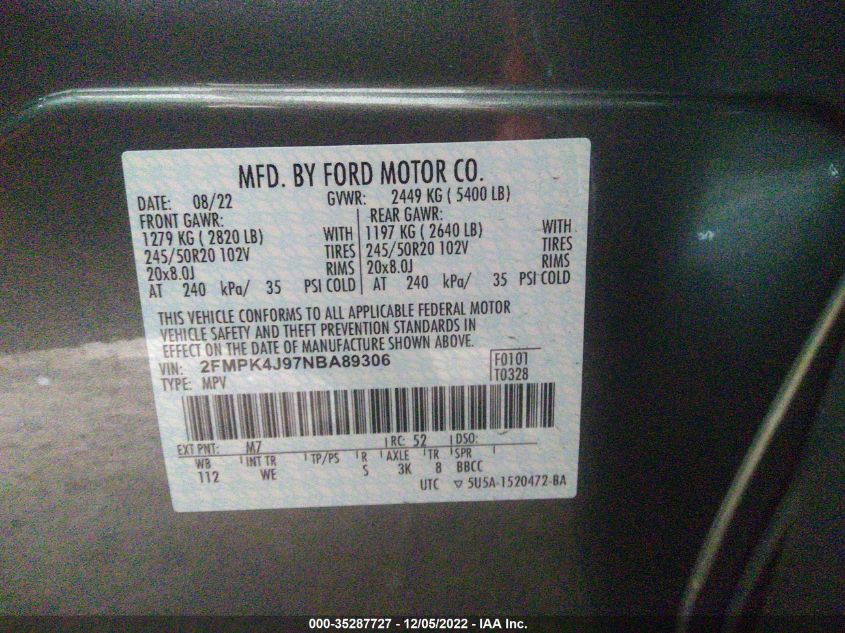 MFD. BY FORD MOTOR CO.
DATE: 08/22 GVWR: 2449 KG ( 5400 LB)
FRONT GAWR: REAR GAWR:
1279 KG ( 2820 LB) WITH 1197 KG ( 2640 LB) WITH
245/50R20 102V TIRES 245/50R20 102V TIRES
20x8.0J RIMS 20x8.0J RIMS
AT 240 kPa/ 35 PSI COLD AT 240 kPa/ 35 PSI COLD
THIS VEHICLE CONFORMS TO ALL APPLICABLE FEDERAL MOTOR
VEHICLE SAFETY AND THEFT PREVENTION STANDARDS IN
EFFECT ON THE DATE OF MANUFACTURE SHOWN ABOVE.
VIN: 2FMPK4J97NBA89306 F0101
TYPE: MPV T0328
EXT PNT: M7 RC: 52 DSO:
WB INT TR TP/PS R AXLE TR SPR
112 WE S 3K 8 BBCC
UTC ▽ 5U5A-1520472-BA
000-35287727 - 12/05/2022 - IAA Inc.